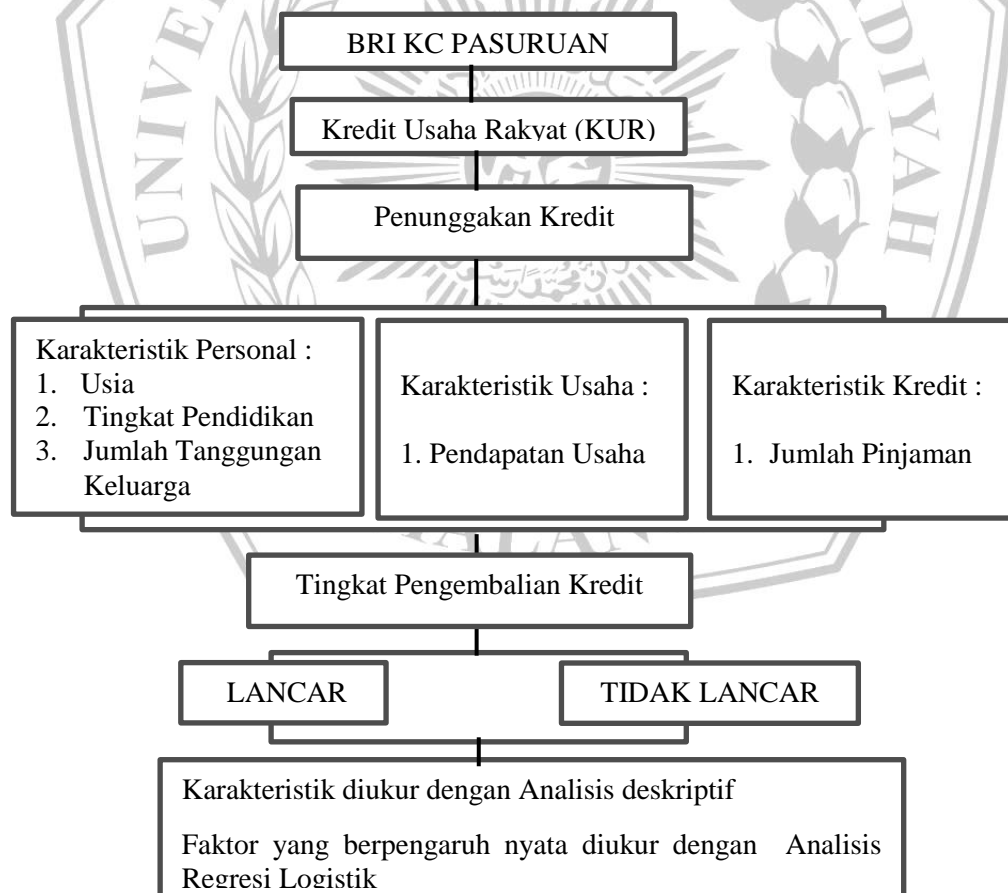 BRI KC PASURUAN
Kredit Usaha Rakyat (KUR)
Penunggakan Kredit
Karakteristik Personal :
1. Usia
2. Tingkat Pendidikan
3. Jumlah Tanggungan
Keluarga
Karakteristik Usaha :
1. Pendapatan Usaha
Karakteristik Kredit :
1. Jumlah Pinjaman
Tingkat Pengembalian Kredit
LANCAR
TIDAK LANCAR
Karakteristik diukur dengan Analisis deskriptif
Faktor yang berpengaruh nyata diukur dengan Analisis
Regresi Logistik